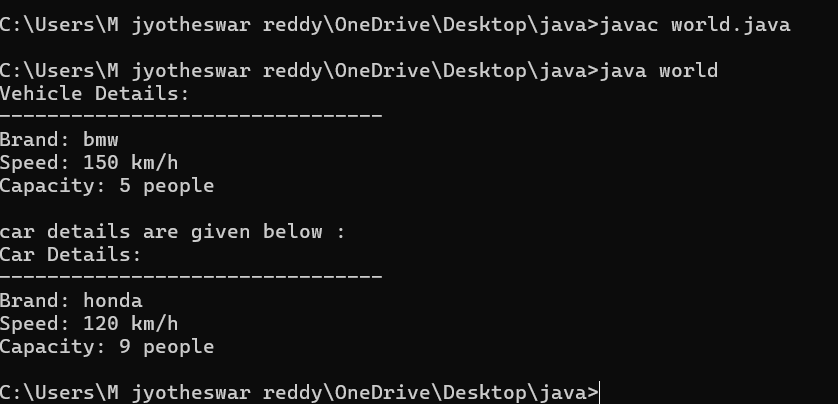 C:\Users\M jyotheswar reddy\OneDrive\Desktop\java>javac world.java
C:\Users\M jyotheswar reddy\OneDrive\Desktop\java>java world
Vehicle Details:
--------------------------------
Brand: bmw
Speed: 150 km/h
Capacity: 5 people
car details are given below :
Car Details:
--------------------------------
Brand: honda
Speed: 120 km/h
Capacity: 9 people
C:\Users\M jyotheswar reddy\OneDrive\Desktop\java>